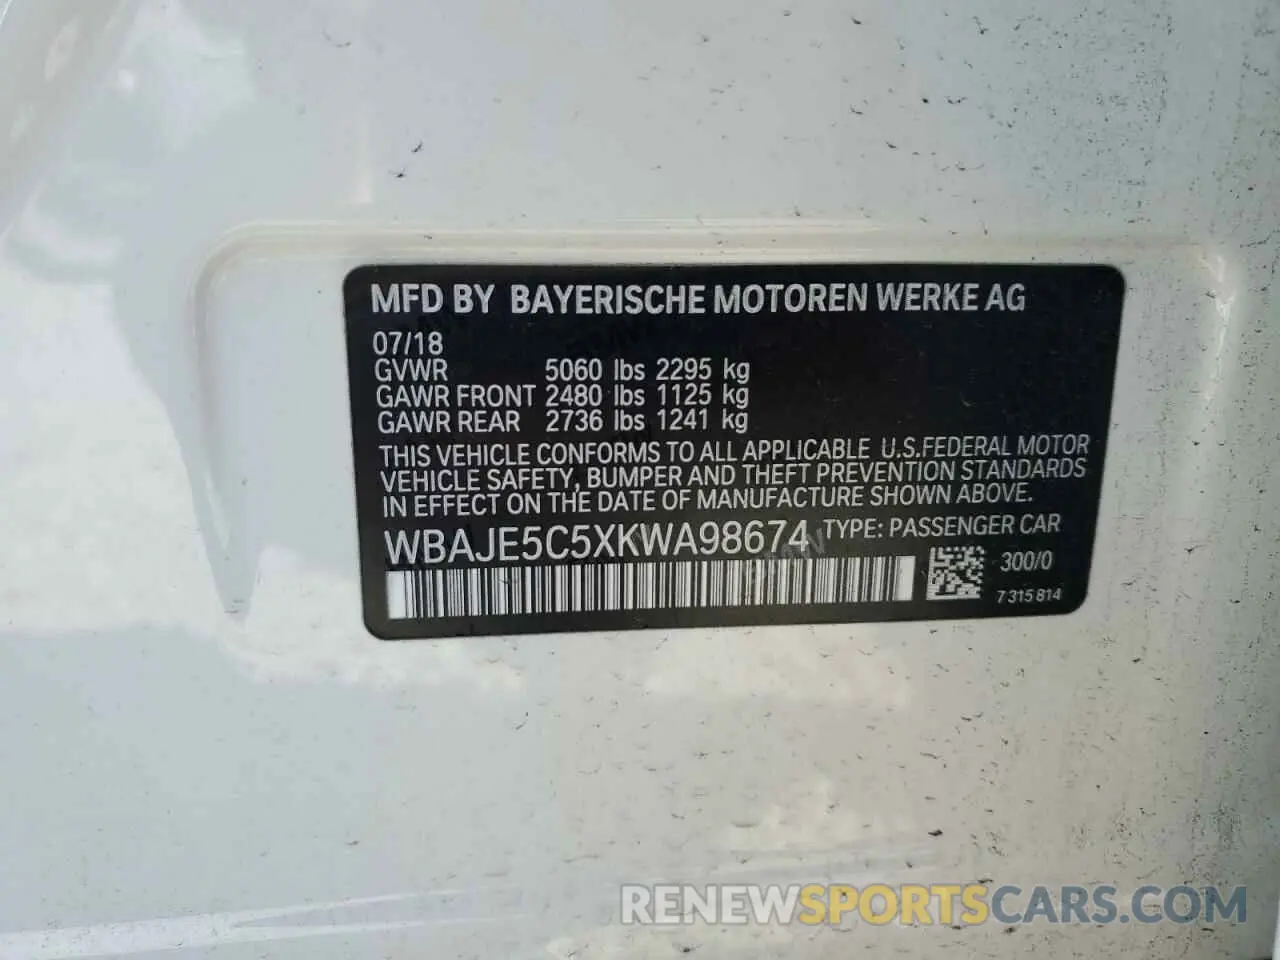 MFD BY BAYERISCHE MOTOREN WERKE AG
07/18
GVWR 5060 lbs 2295 kg
GAWR FRONT 2480 lbs 1125 kg
GAWR REAR 2736 lbs 1241 kg
THIS VEHICLE CONFORMS TO ALL APPLICABLE U.S.FEDERAL MOTOR
VEHICLE SAFETY, BUMPER AND THEFT PREVENTION STANDARDS
IN EFFECT ON THE DATE OF MANUFACTURE SHOWN ABOVE.
WBAJE5C5XKWA98674 TYPE: PASSENGER CAR
300/0
7 315 814
RENEWSPORTSCARS.COM